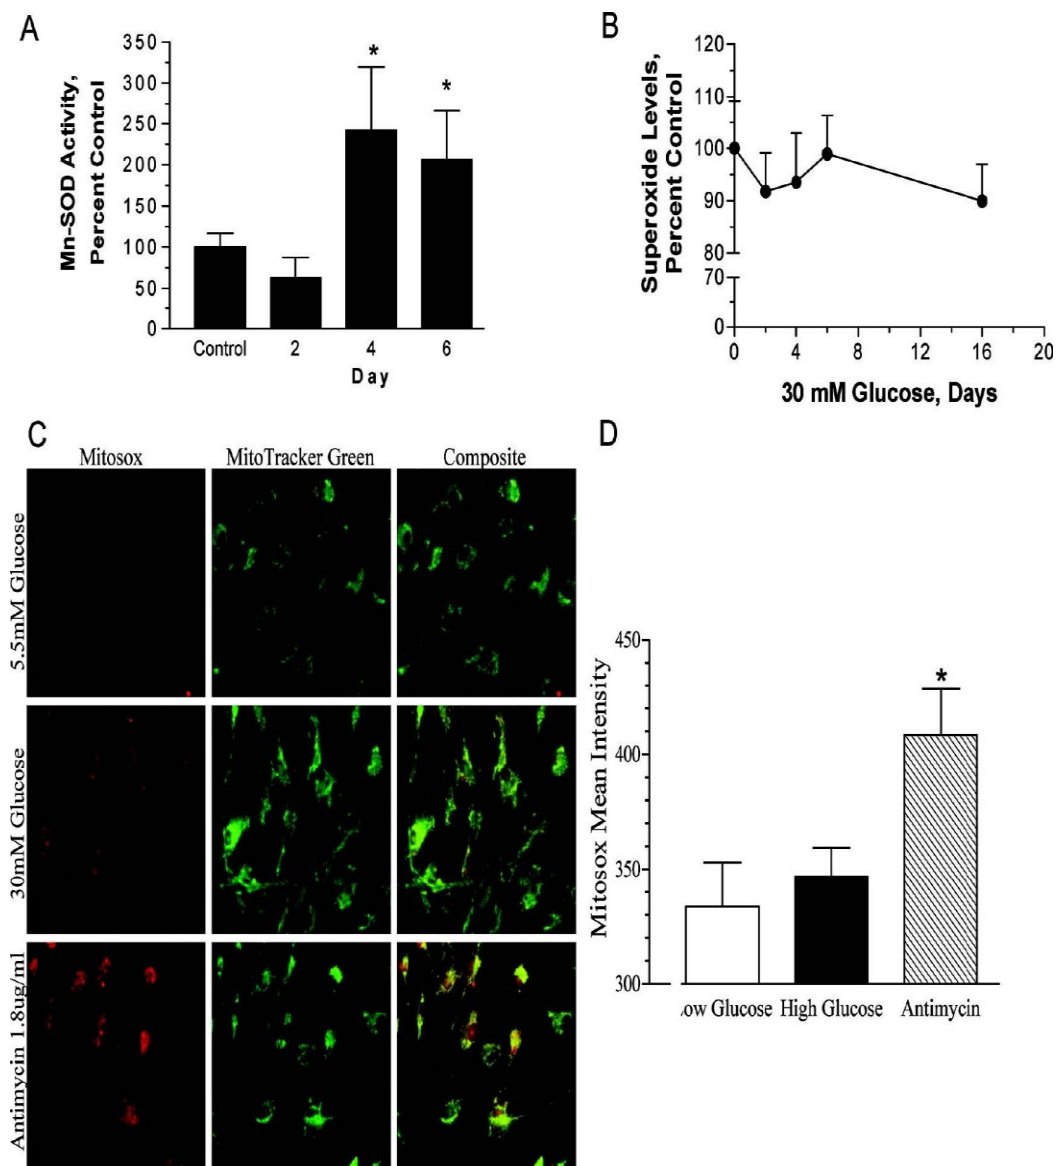 A
Mn-SOD Activity,
Percent Control
350
300
250
200
150
100
50
0
*
*
Control 2 4 6
Day
B
Superoxide Levels,
Percent Control
120
110
100
90
80
70
0
0 4 8 12 16 20
30 mM Glucose, Days
C
Mitosox MitoTracker Green Composite
5.5mM Glucose
30mM Glucose
Antimycin 1.8ug/ml
D
Mitosox Mean Intensity
450
400
350
300
*
ow Glucose High Glucose Antimycin